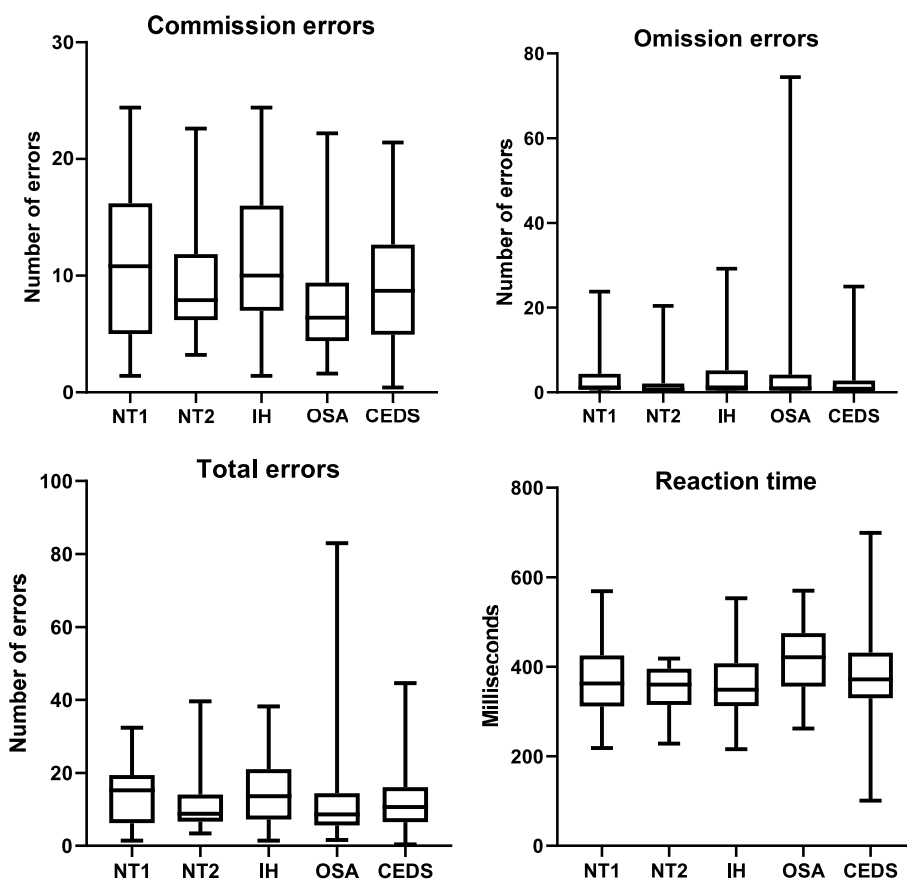 Commission errors
Number of errors
30
20
10
0
NT1 NT2 IH OSA CEDS
Omission errors
Number of errors
80
60
40
20
0
NT1 NT2 IH OSA CEDS
Total errors
Number of errors
100
80
60
40
20
0
NT1 NT2 IH OSA CEDS
Reaction time
Milliseconds
800
600
400
200
0
NT1 NT2 IH OSA CEDS